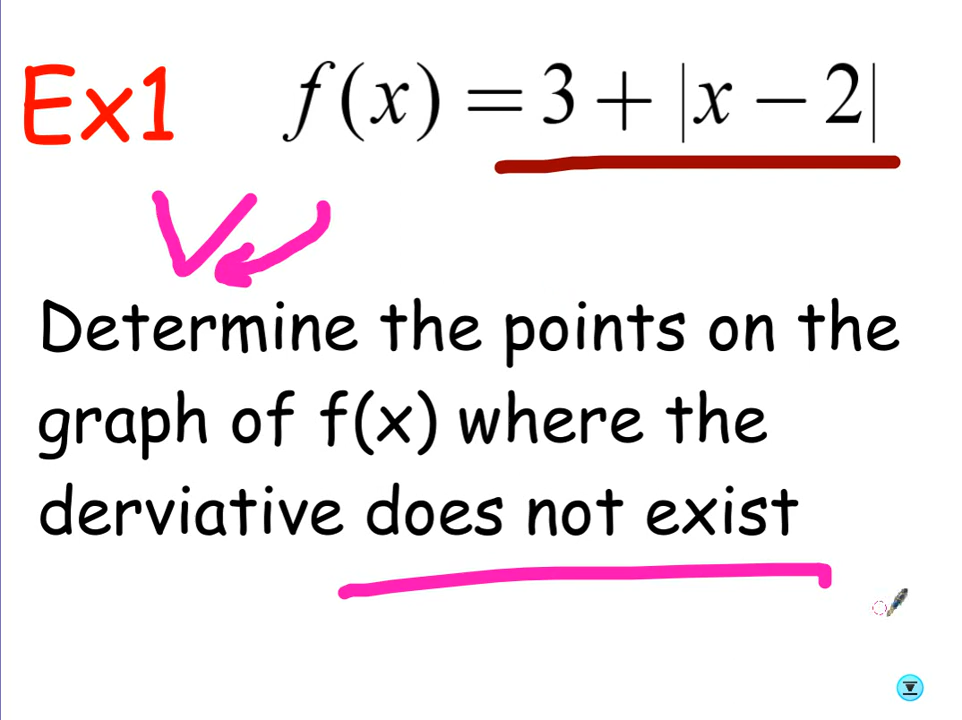 Ex1 f(x) = 3 + |x − 2|
Determine the points on the
graph of f(x) where the
derviative does not exist